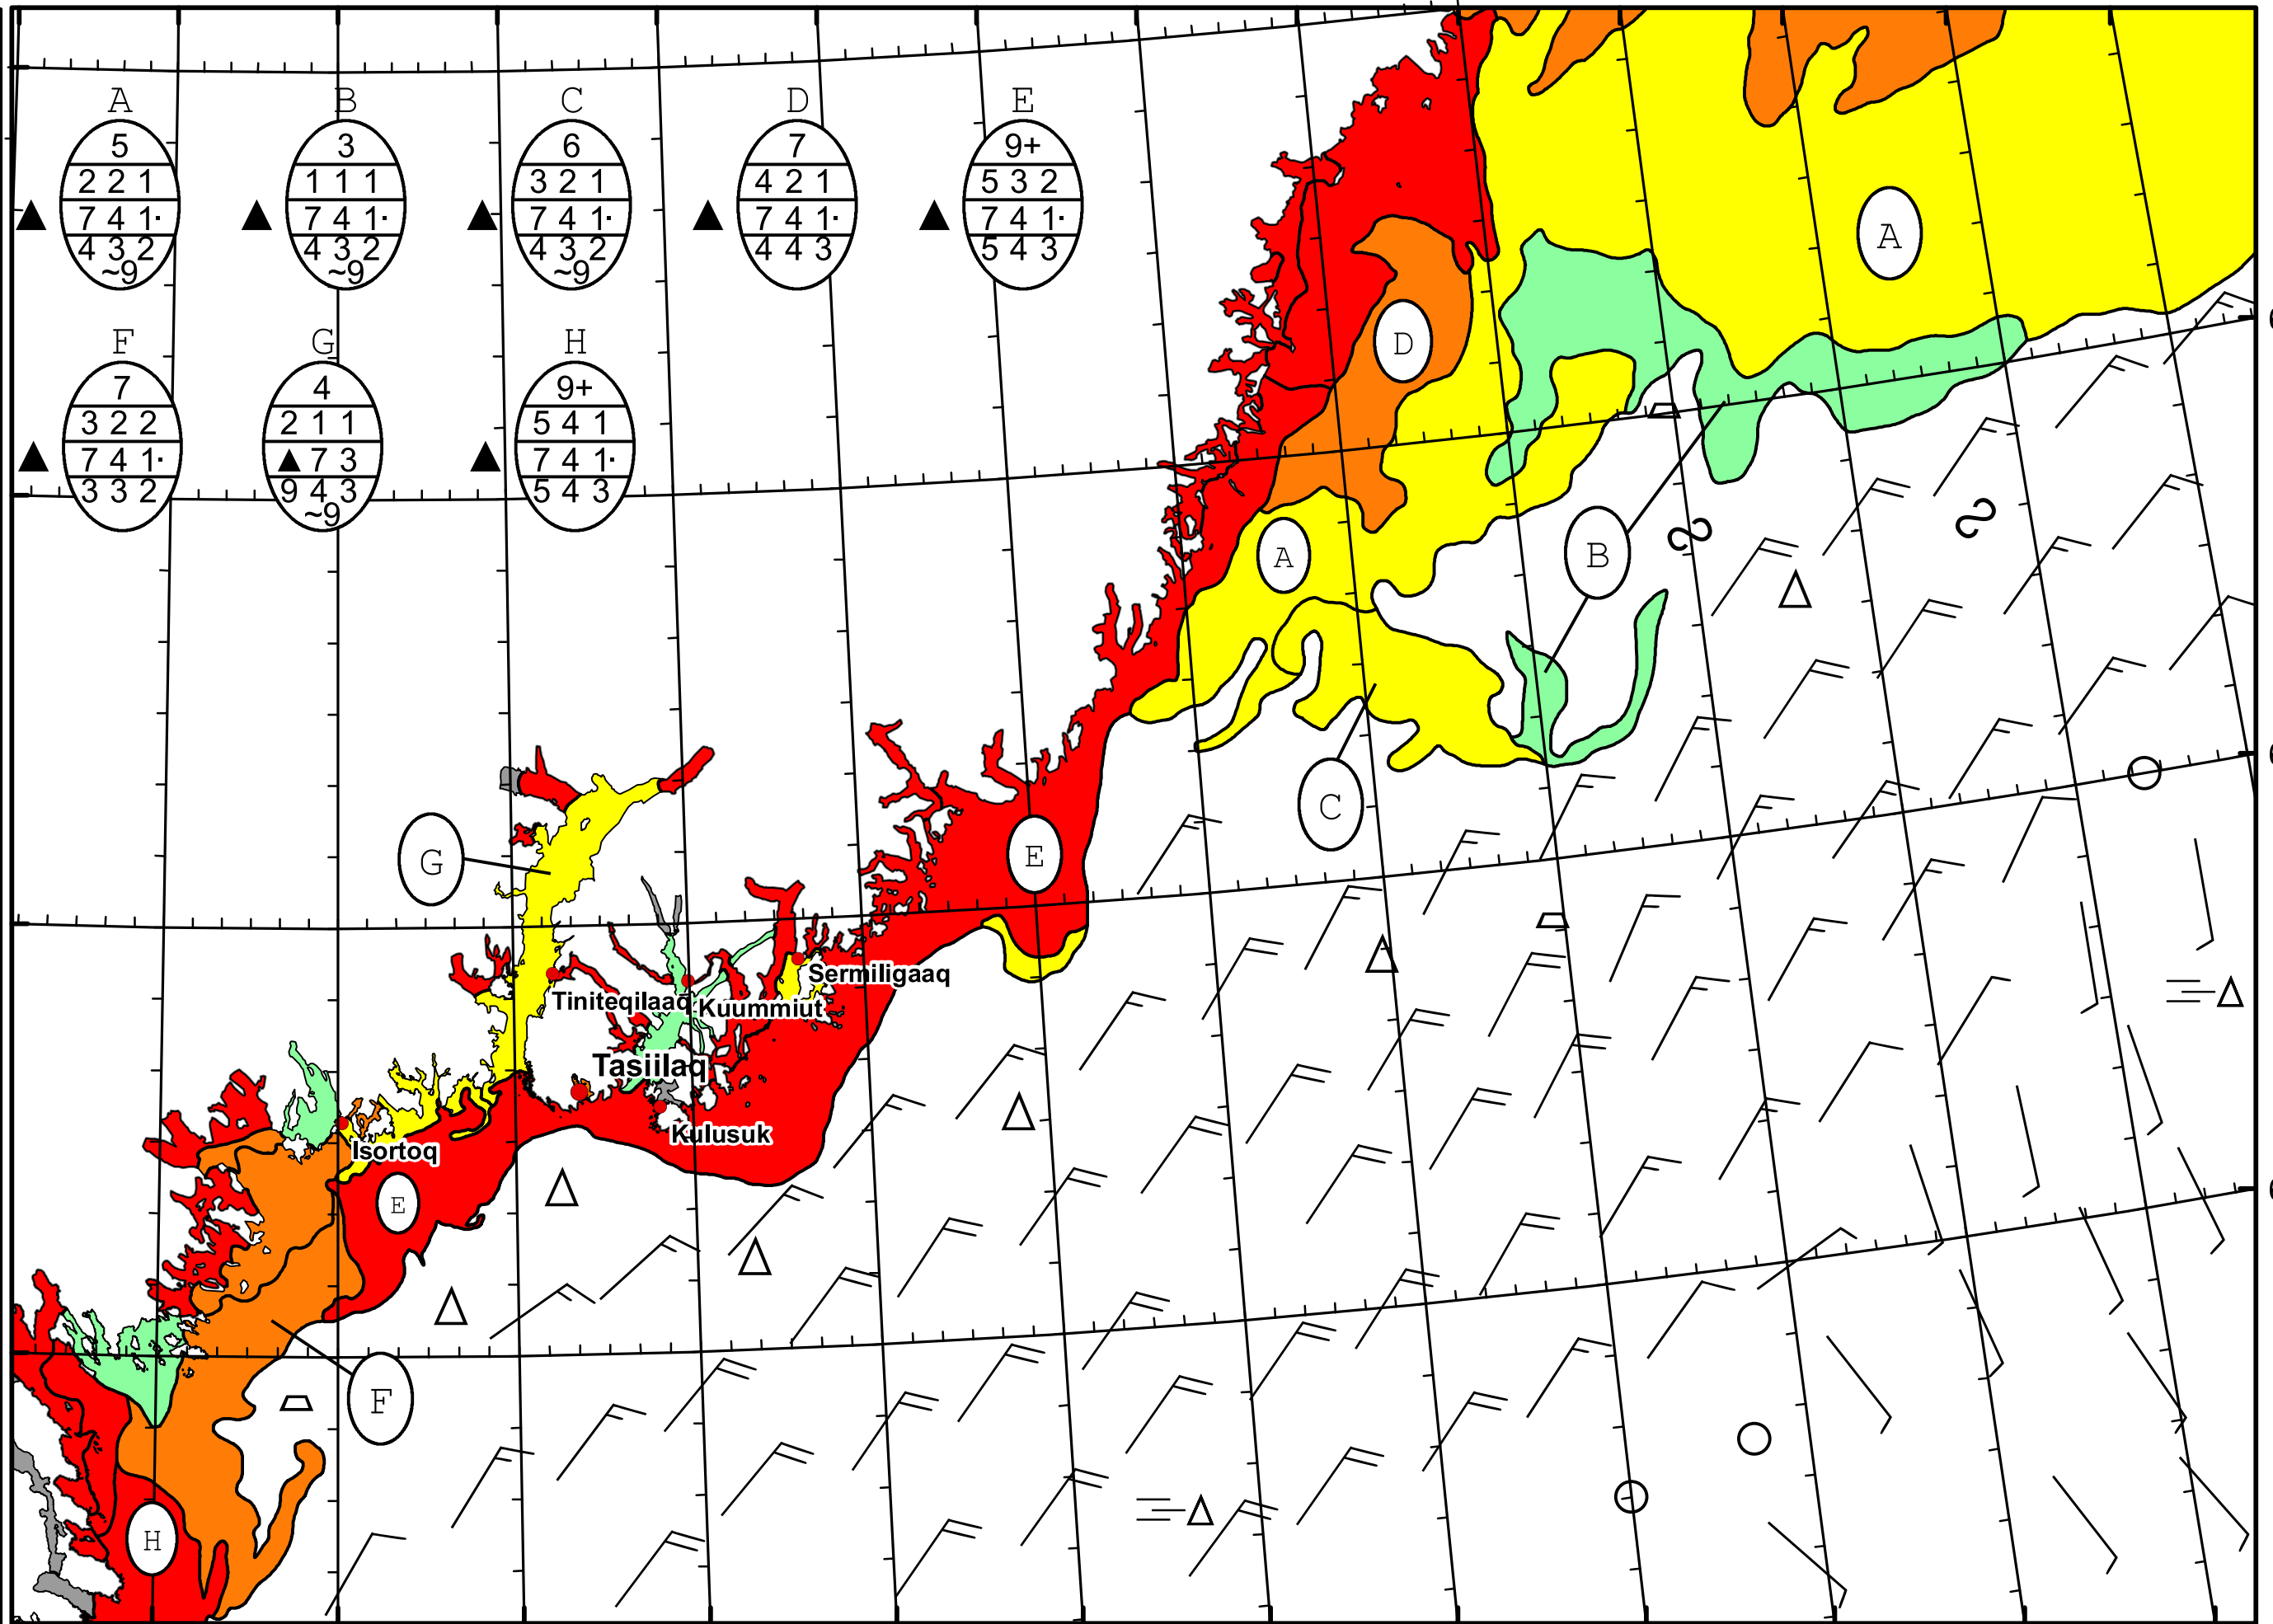 A B C D E
5 3 6 7 9+
2 2 1 1 1 1 3 2 1 4 2 1 5 3 2
7 4 1· 7 4 1· 7 4 1· 7 4 1· 7 4 1·
4 3 2 4 3 2 4 3 2 4 4 3 5 4 3
~9 ~9 ~9
F G H
7 4 9+
3 2 2 2 1 1 5 4 1
7 4 1· ▲ 7 3 7 4 1·
3 3 2 9 4 3 5 4 3
~9
A
D
A
B
C
G
E
Sermiligaaq
Tiniteqilaaq Kuummiut
Tasiilaq
Kulusuk
Isortoq
E
F
H